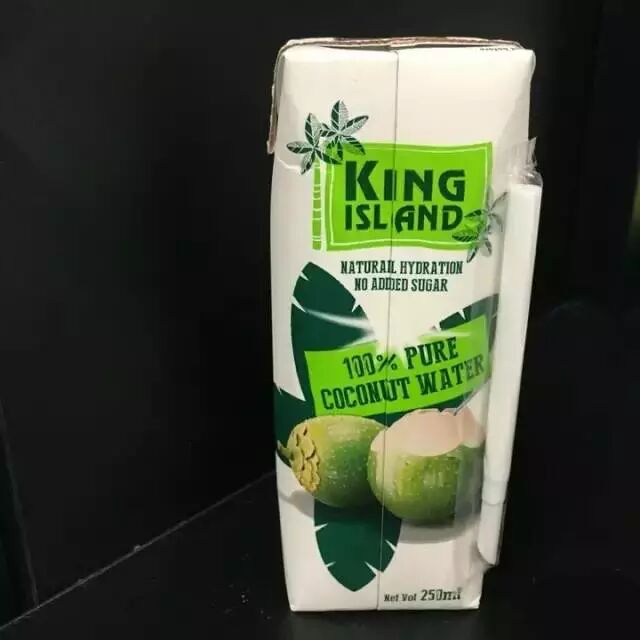 KING
ISLAND
NATURAL HYDRATION
NO ADDED SUGAR
100% PURE
COCONUT WATER
Net Vol 250ml